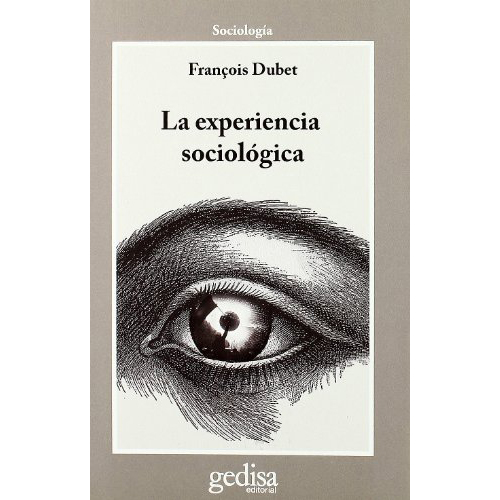 Sociología
François Dubet
La experiencia
sociológica
gedisa
editorial